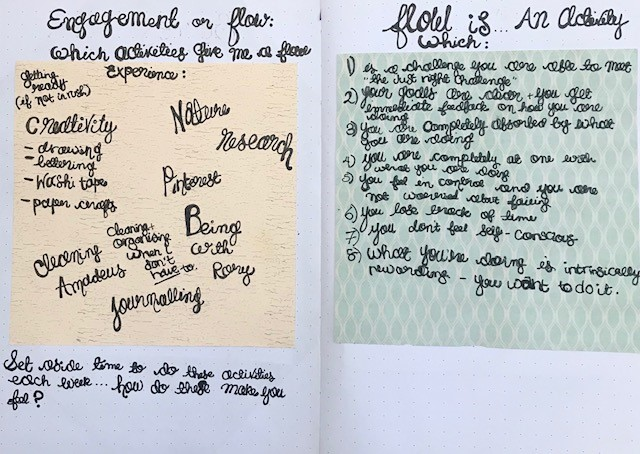 Engagement or flow:
Which activities give me a flow
Experience:
getting
ready
(if not in rush)
Creativity
- drawing
- lettering
- Washi tape
- paper crafts
Nature
research
Pinterest
Being
with
Roey
cleaning +
organising
when I
don't
have to.
cleaning
Amadeus
journalling
Set aside time to do these activities
each week... how do these make you
feel?
flow is... An Activity
Which:
1) is a challenge you are able to meet
"the just right challenge"
2) your goals are clear + you get
immediate feedback on how you are
doing
3) you are completely absorbed by what
you are doing
4) you are completely at one with
what you are doing
5) you feel in control and you are
not worried about failing
6) you lose track of time
7) you don't feel self-conscious
8) What you're doing is intrinsically
rewarding - you want to do it.